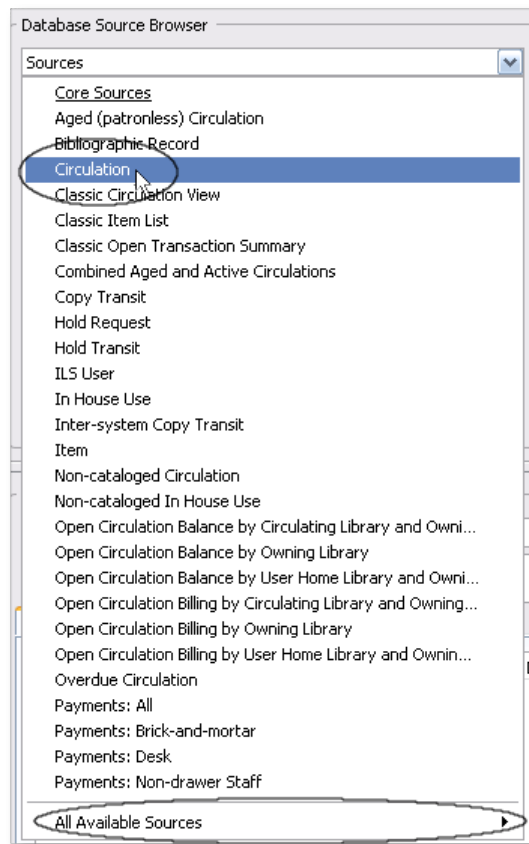 Database Source Browser
Sources
Core Sources
Aged (patronless) Circulation
Bibliographic Record
Circulation
Classic Circulation View
Classic Item List
Classic Open Transaction Summary
Combined Aged and Active Circulations
Copy Transit
Hold Request
Hold Transit
ILS User
In House Use
Inter-system Copy Transit
Item
Non-cataloged Circulation
Non-cataloged In House Use
Open Circulation Balance by Circulating Library and Owni...
Open Circulation Balance by Owning Library
Open Circulation Balance by User Home Library and Owni...
Open Circulation Billing by Circulating Library and Owning...
Open Circulation Billing by Owning Library
Open Circulation Billing by User Home Library and Ownin...
Overdue Circulation
Payments: All
Payments: Brick-and-mortar
Payments: Desk
Payments: Non-drawer Staff
All Available Sources